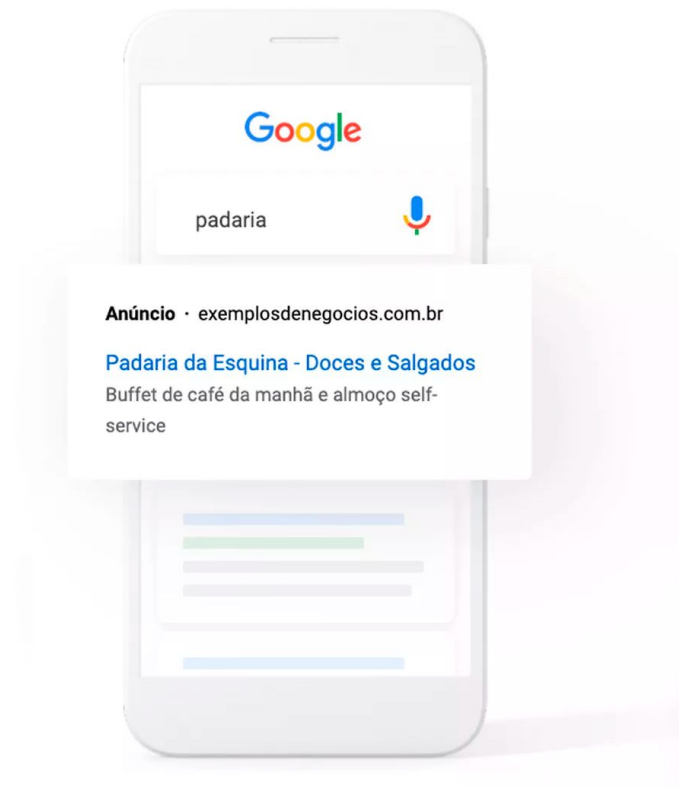 Google
padaria
Anúncio · exemplosdenegocios.com.br
Padaria da Esquina - Doces e Salgados
Buffet de café da manhã e almoço self-
service